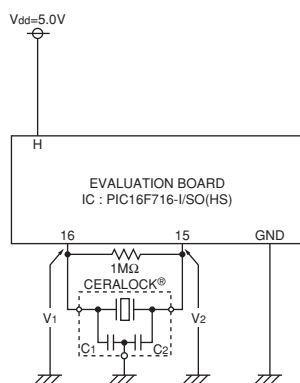 Vdd=5.0V
H
EVALUATION BOARD
IC : PIC16F716-I/SO(HS)
16
15
GND
1MΩ
CERALOCK®
V1
V2
C1
C2